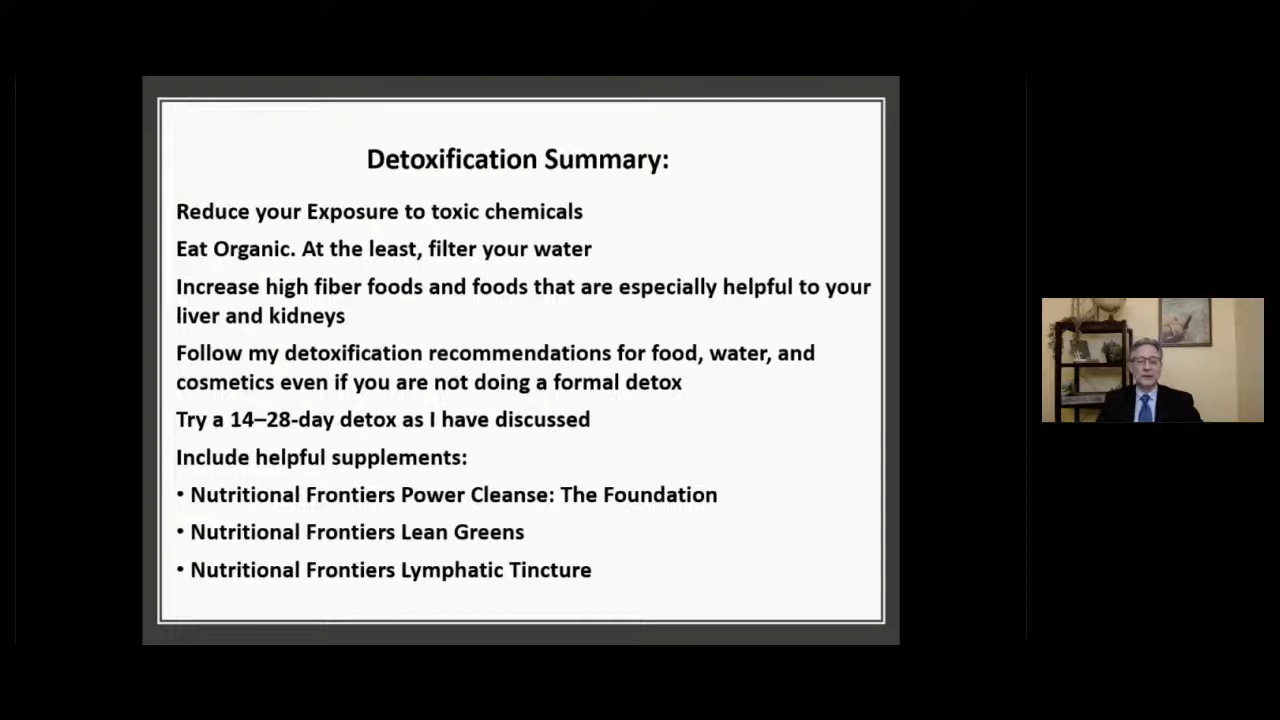 Detoxification Summary:
Reduce your Exposure to toxic chemicals
Eat Organic. At the least, filter your water
Increase high fiber foods and foods that are especially helpful to your
liver and kidneys
Follow my detoxification recommendations for food, water, and
cosmetics even if you are not doing a formal detox
Try a 14–28-day detox as I have discussed
Include helpful supplements:
• Nutritional Frontiers Power Cleanse: The Foundation
• Nutritional Frontiers Lean Greens
• Nutritional Frontiers Lymphatic Tincture